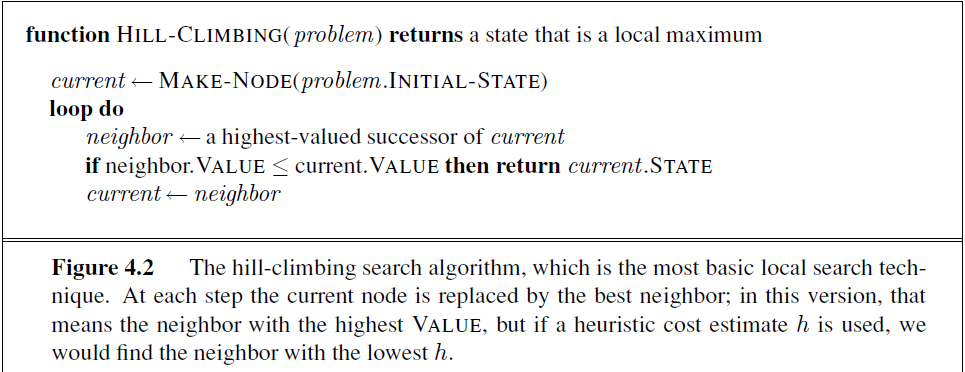 function HILL-CLIMBING(problem) returns a state that is a local maximum
current ← MAKE-NODE(problem.INITIAL-STATE)
loop do
neighbor ← a highest-valued successor of current
if neighbor.VALUE ≤ current.VALUE then return current.STATE
current ← neighbor
Figure 4.2 The hill-climbing search algorithm, which is the most basic local search tech-
nique. At each step the current node is replaced by the best neighbor; in this version, that
means the neighbor with the highest VALUE, but if a heuristic cost estimate h is used, we
would find the neighbor with the lowest h.